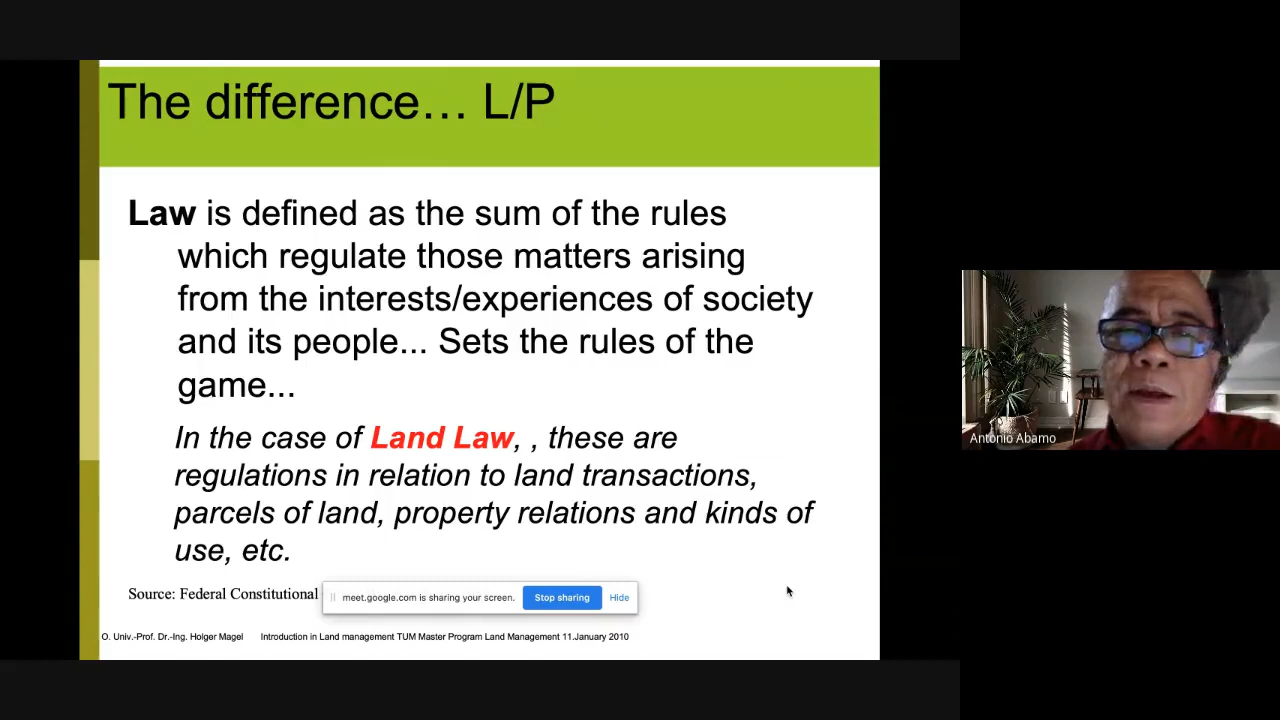 The difference… L/P
Law is defined as the sum of the rules
which regulate those matters arising
from the interests/experiences of society
and its people... Sets the rules of the
game...
In the case of Land Law, , these are
regulations in relation to land transactions,
parcels of land, property relations and kinds of
use, etc.
Source: Federal Constitutional
meet.google.com is sharing your screen. Stop sharing Hide
O. Univ.-Prof. Dr.-Ing. Holger Magel Introduction in Land management TUM Master Program Land Management 11.January 2010
Antonio Abamo